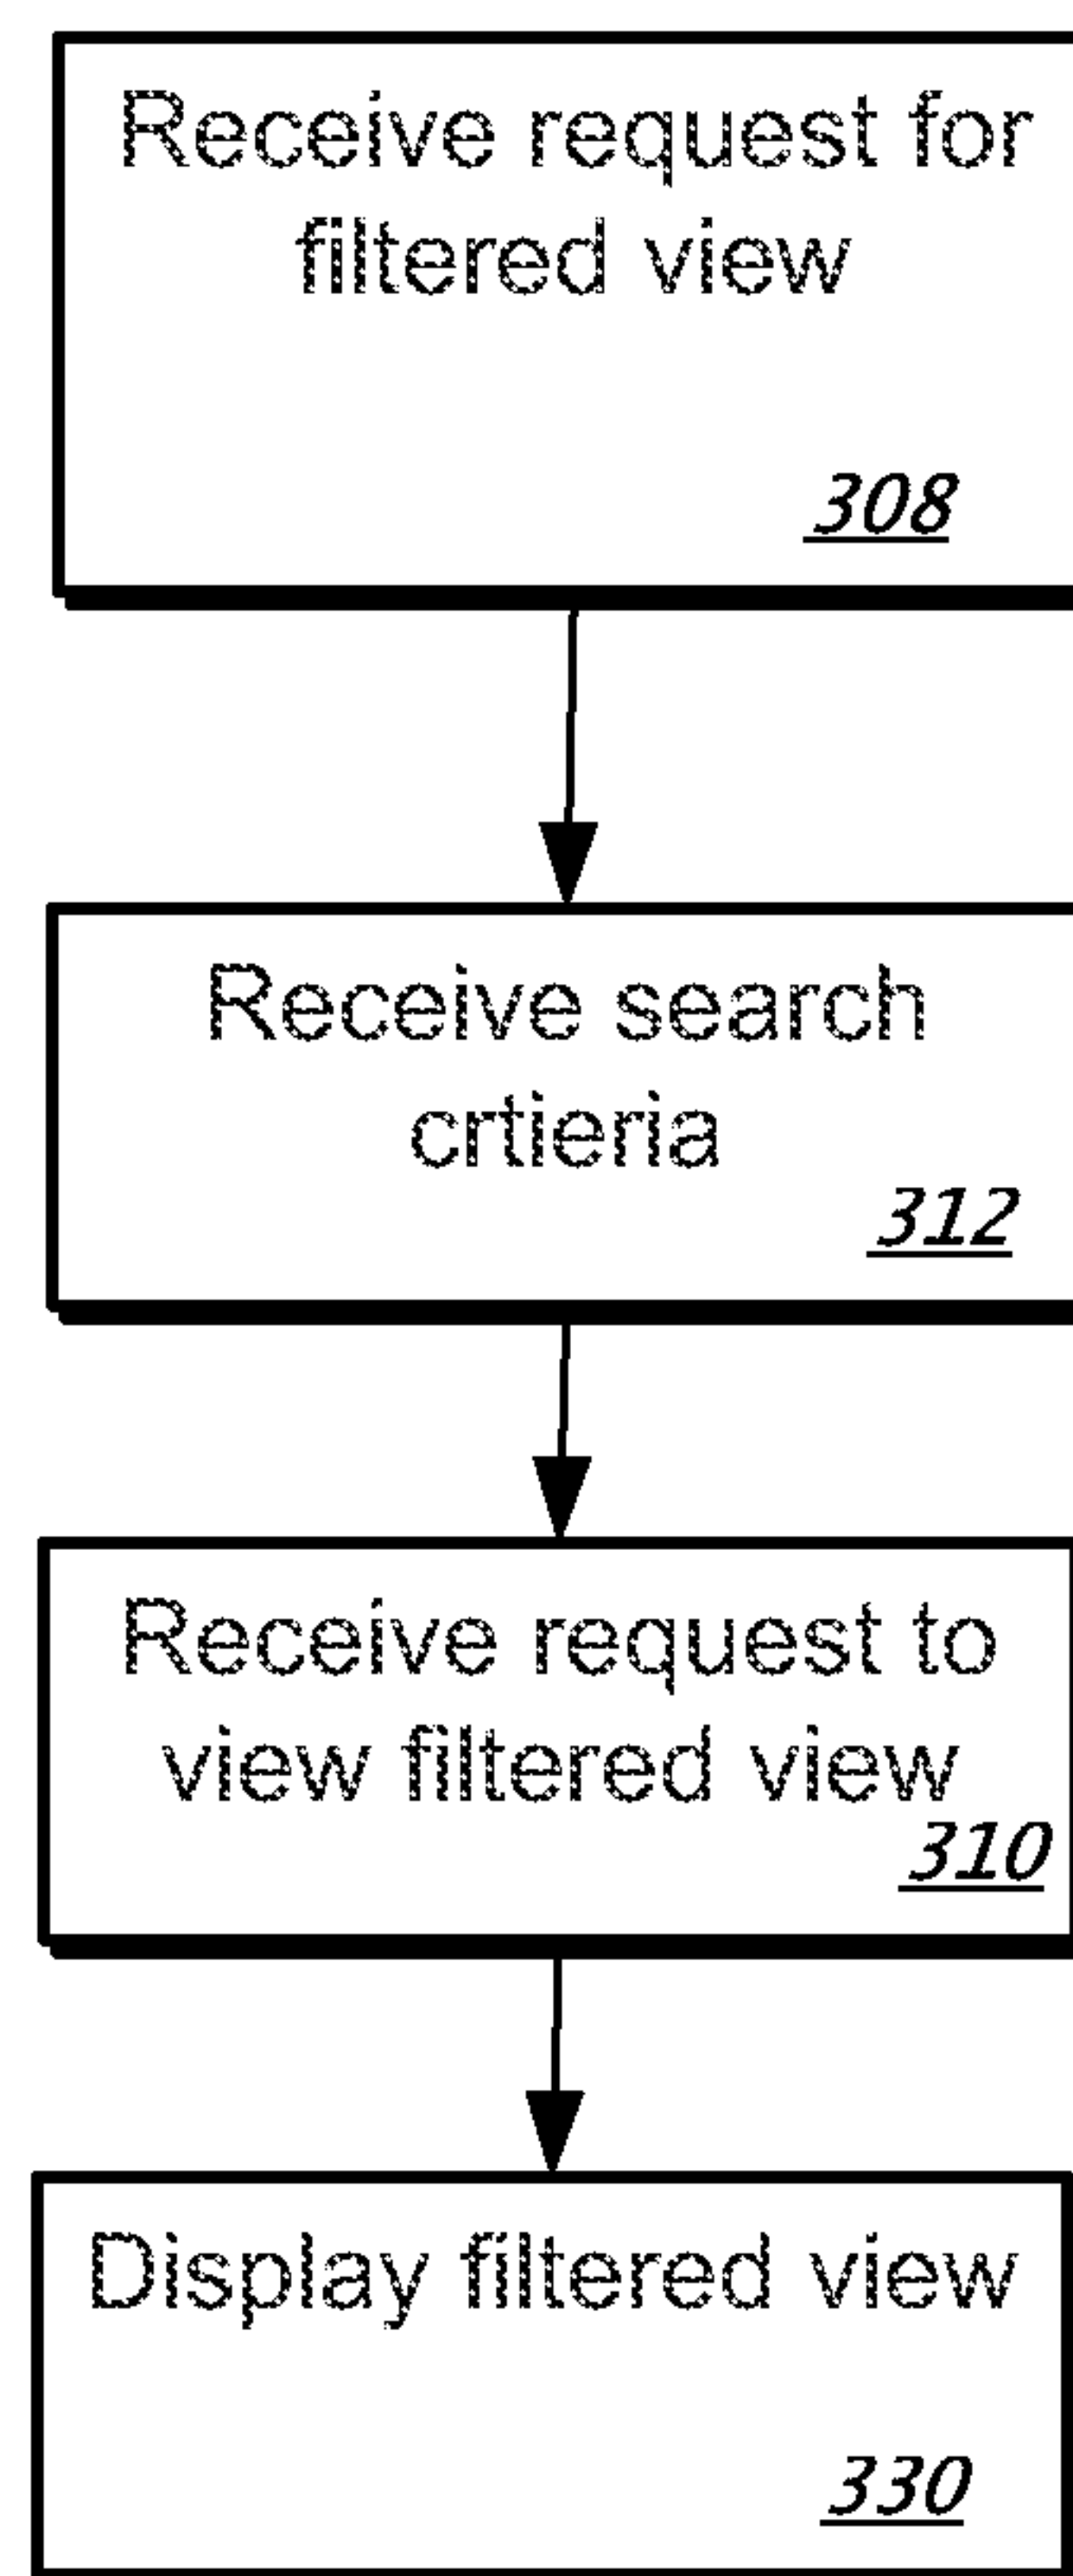 Receive request for
filtered view
308
Receive search
crtieria
312
Receive request to
view filtered view
310
Display filtered view
330